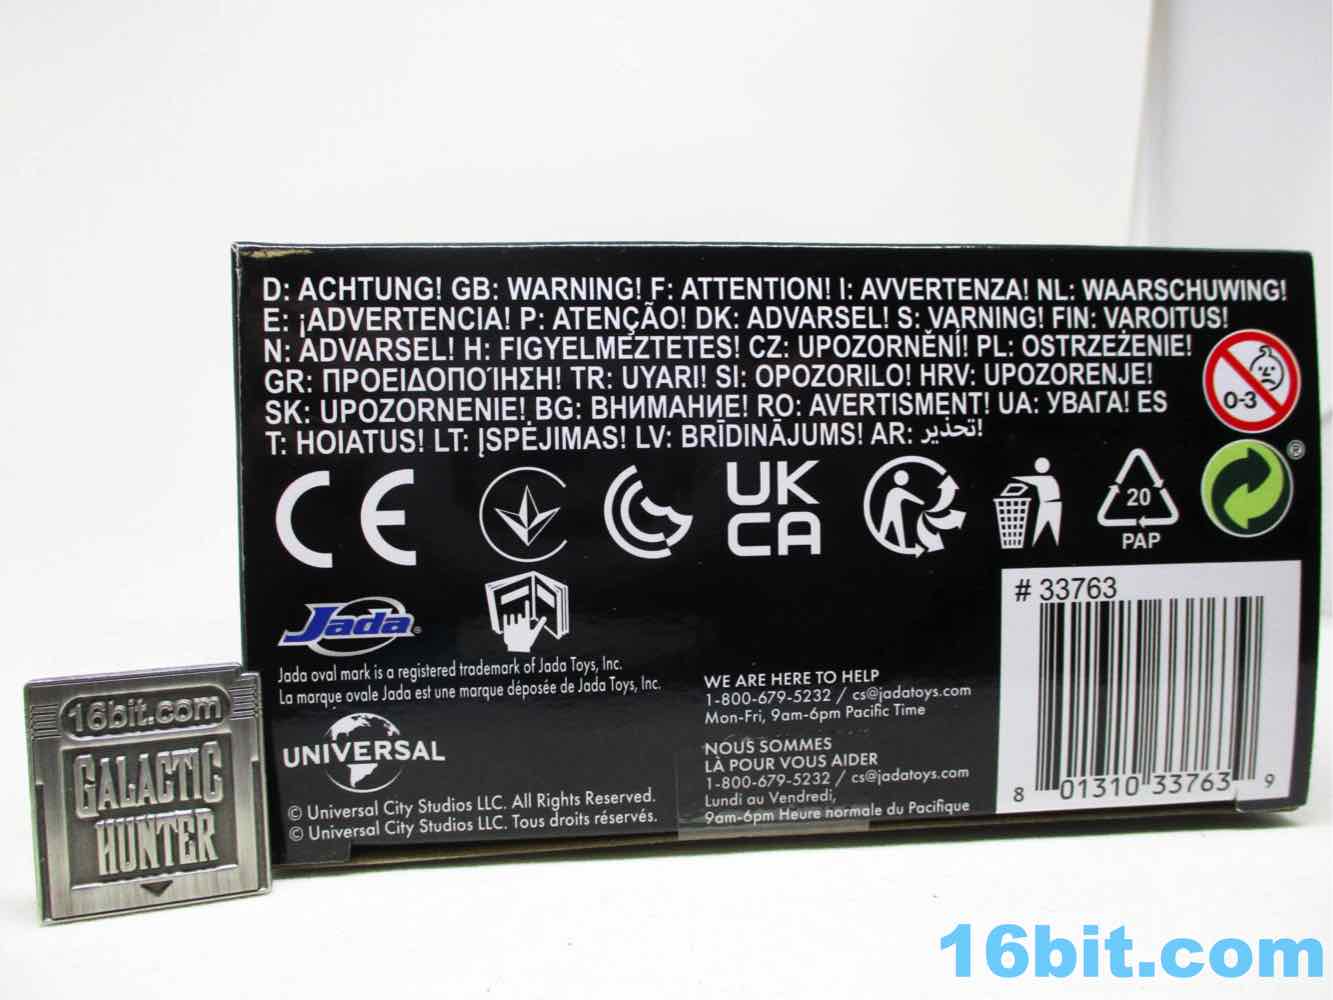 D: ACHTUNG! GB: WARNING! F: ATTENTION! I: AVVERTENZA! NL: WAARSCHUWING!
E: ¡ADVERTENCIA! P: ATENÇÃO! DK: ADVARSEL! S: VARNING! FIN: VAROITUS!
N: ADVARSEL! H: FIGYELMEZTETES! CZ: UPOZORNĚNÍ! PL: OSTRZEŻENIE!
GR: ΠΡΟΕΙΔΟΠΟΊΗΣΗ! TR: UYARI! SI: OPOZORILO! HRV: UPOZORENJE!
SK: UPOZORNENIE! BG: ВНИМАНИЕ! RO: AVERTISMENT! UA: УВАГА! ES
T: HOIATUS! LT: ĮSPĖJIMAS! LV: BRĪDINĀJUMS! AR: تحذير!
0-3
CE
UK
CA
20
PAP
®
Jada®
Jada oval mark is a registered trademark of Jada Toys, Inc.
La marque ovale Jada est une marque déposée de Jada Toys, Inc.
UNIVERSAL
© Universal City Studios LLC. All Rights Reserved.
© Universal City Studios LLC. Tous droits réservés.
WE ARE HERE TO HELP
1-800-679-5232 / cs@jadatoys.com
Mon-Fri, 9am-6pm Pacific Time
NOUS SOMMES
LÀ POUR VOUS AIDER
1-800-679-5232 / cs@jadatoys.com
Lundi au Vendredi,
9am-6pm Heure normale du Pacifique
# 33763
8 01310 33763 9
16bit.com
GALACTIC
HUNTER
16bit.com